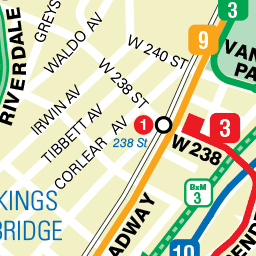 RIVERDALE
GREYS
WALDO AV
W 240 ST
9
3
VAN
PA
W 238 ST
IRWIN AV
TIBBETT AV
CORLEAR AV
1
238 St
3
W 238
BxM
3
KINGS
BRIDGE
ADWAY
10
ENDE